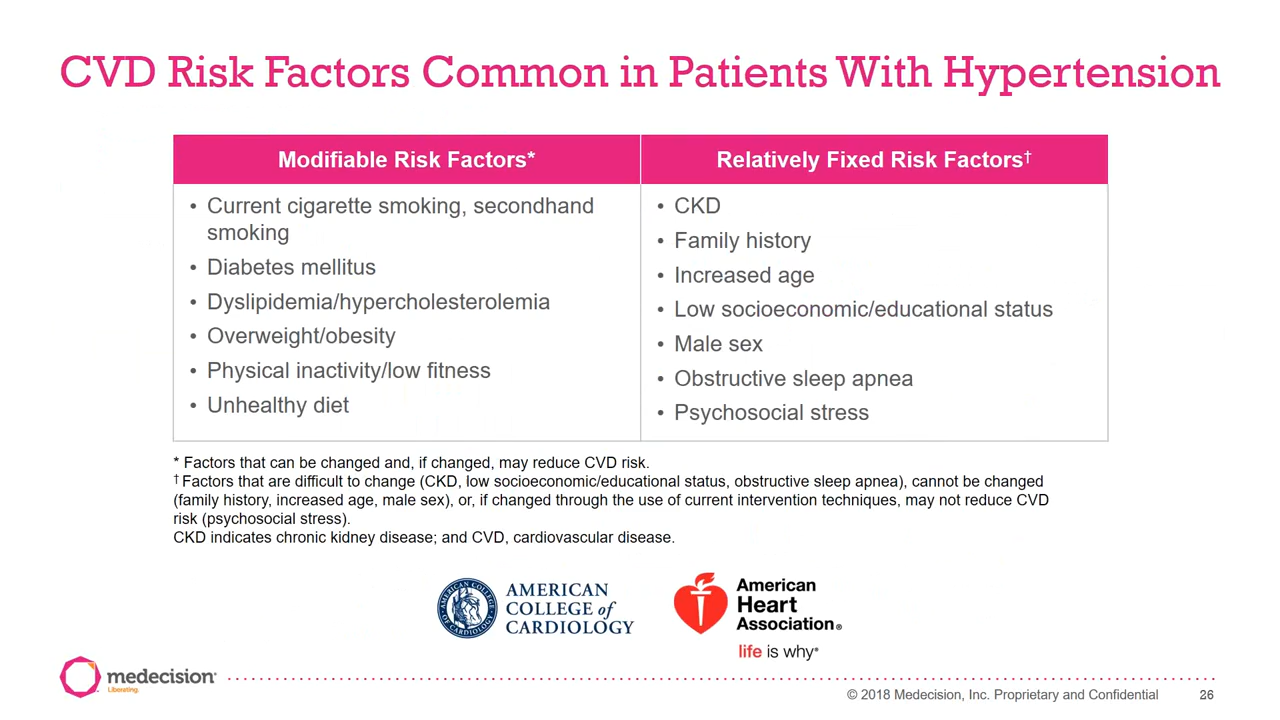 CVD Risk Factors Common in Patients With Hypertension
Modifiable Risk Factors*
• Current cigarette smoking, secondhand
smoking
• Diabetes mellitus
• Dyslipidemia/hypercholesterolemia
• Overweight/obesity
• Physical inactivity/low fitness
• Unhealthy diet
Relatively Fixed Risk Factors†
• CKD
• Family history
• Increased age
• Low socioeconomic/educational status
• Male sex
• Obstructive sleep apnea
• Psychosocial stress
* Factors that can be changed and, if changed, may reduce CVD risk.
† Factors that are difficult to change (CKD, low socioeconomic/educational status, obstructive sleep apnea), cannot be changed
(family history, increased age, male sex), or, if changed through the use of current intervention techniques, may not reduce CVD
risk (psychosocial stress).
CKD indicates chronic kidney disease; and CVD, cardiovascular disease.
AMERICAN COLLEGE OF CARDIOLOGY
AMERICAN
COLLEGE of
CARDIOLOGY
American
Heart
Association®
life is why*
medecision
Liberating.
© 2018 Medecision, Inc. Proprietary and Confidential
26